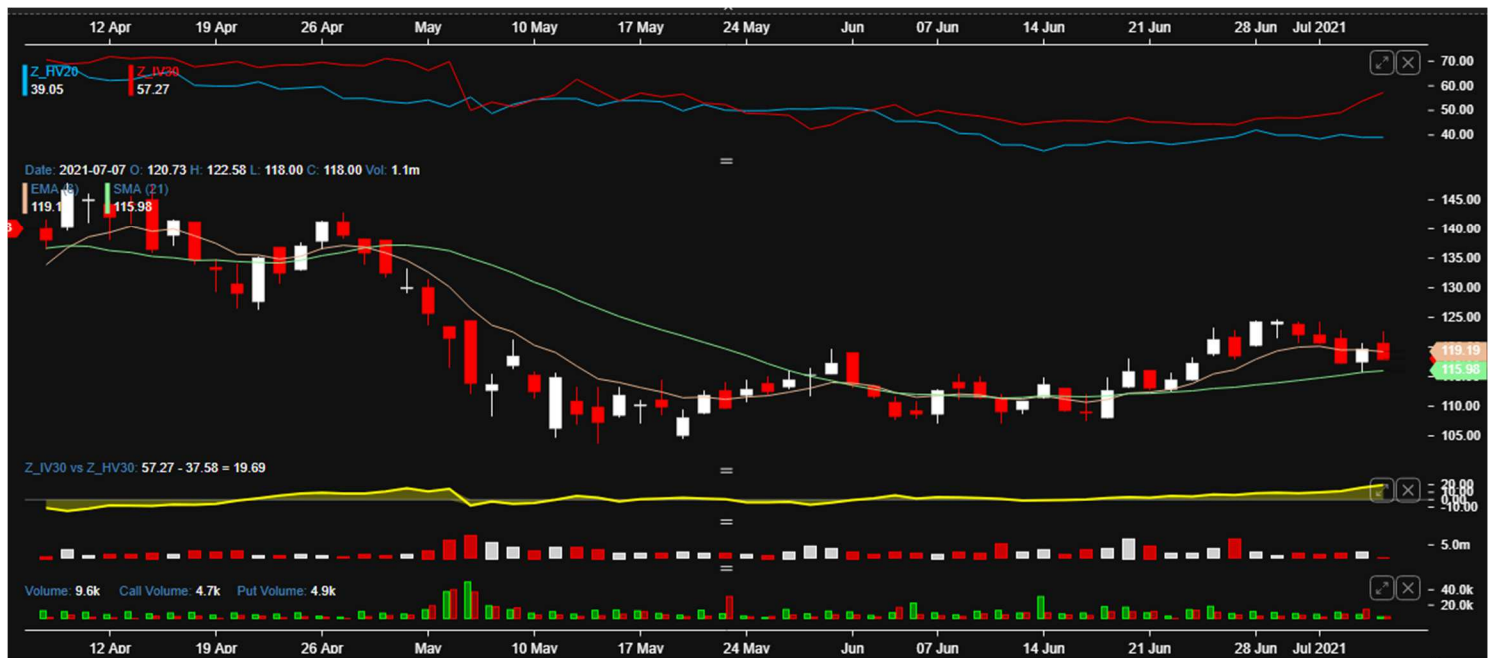 12 Apr 19 Apr 26 Apr May 10 May 17 May 24 May Jun 07 Jun 14 Jun 21 Jun 28 Jun Jul 2021
70.00
Z_HV20 Z_IV30
39.05 57.27
60.00
50.00
40.00
Date: 2021-07-07 O: 120.73 H: 122.58 L: 118.00 C: 118.00 Vol: 1.1m
SMA (21)
115.98
145.00
140.00
135.00
130.00
125.00
119.19
115.98
110.00
105.00
Z_IV30 vs Z_HV30: 57.27 - 37.58 = 19.69
20.00
10.00
0.00
-10.00
5.0m
Volume: 9.6k Call Volume: 4.7k Put Volume: 4.9k
40.0k
20.0k
12 Apr 19 Apr 26 Apr May 10 May 17 May 24 May Jun 07 Jun 14 Jun 21 Jun 28 Jun Jul 2021